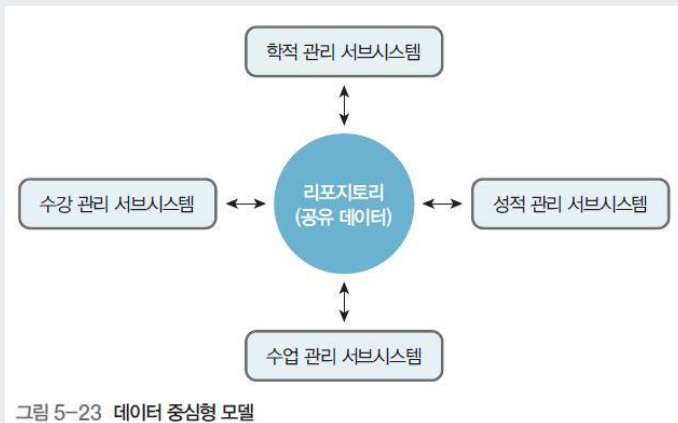 학적 관리 서브시스템
수강 관리 서브시스템
리포지토리
(공유 데이터)
성적 관리 서브시스템
수업 관리 서브시스템
그림 5-23 데이터 중심형 모델